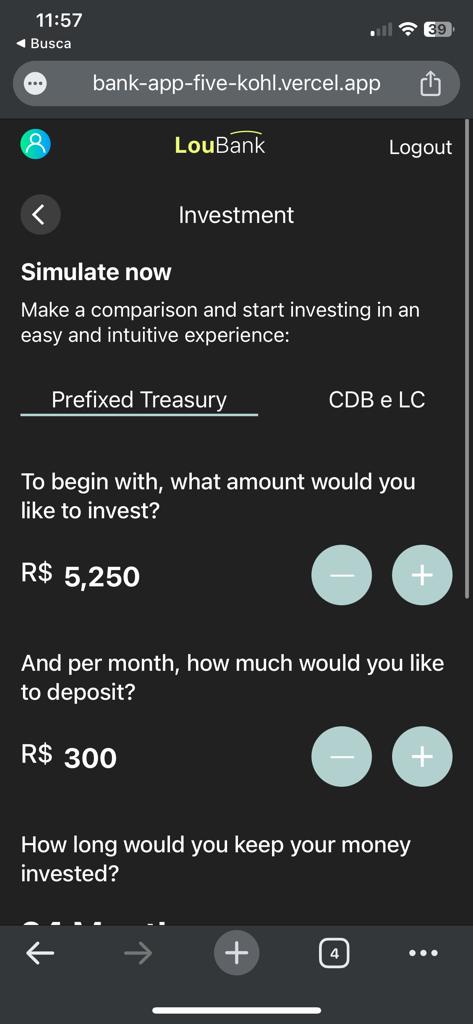 11:57
39
Busca
bank-app-five-kohl.vercel.app
LouBank
Logout
Investment
Simulate now
Make a comparison and start investing in an
easy and intuitive experience:
Prefixed Treasury
CDB e LC
To begin with, what amount would you
like to invest?
R$ 5,250
And per month, how much would you like
to deposit?
R$ 300
How long would you keep your money
invested?
4